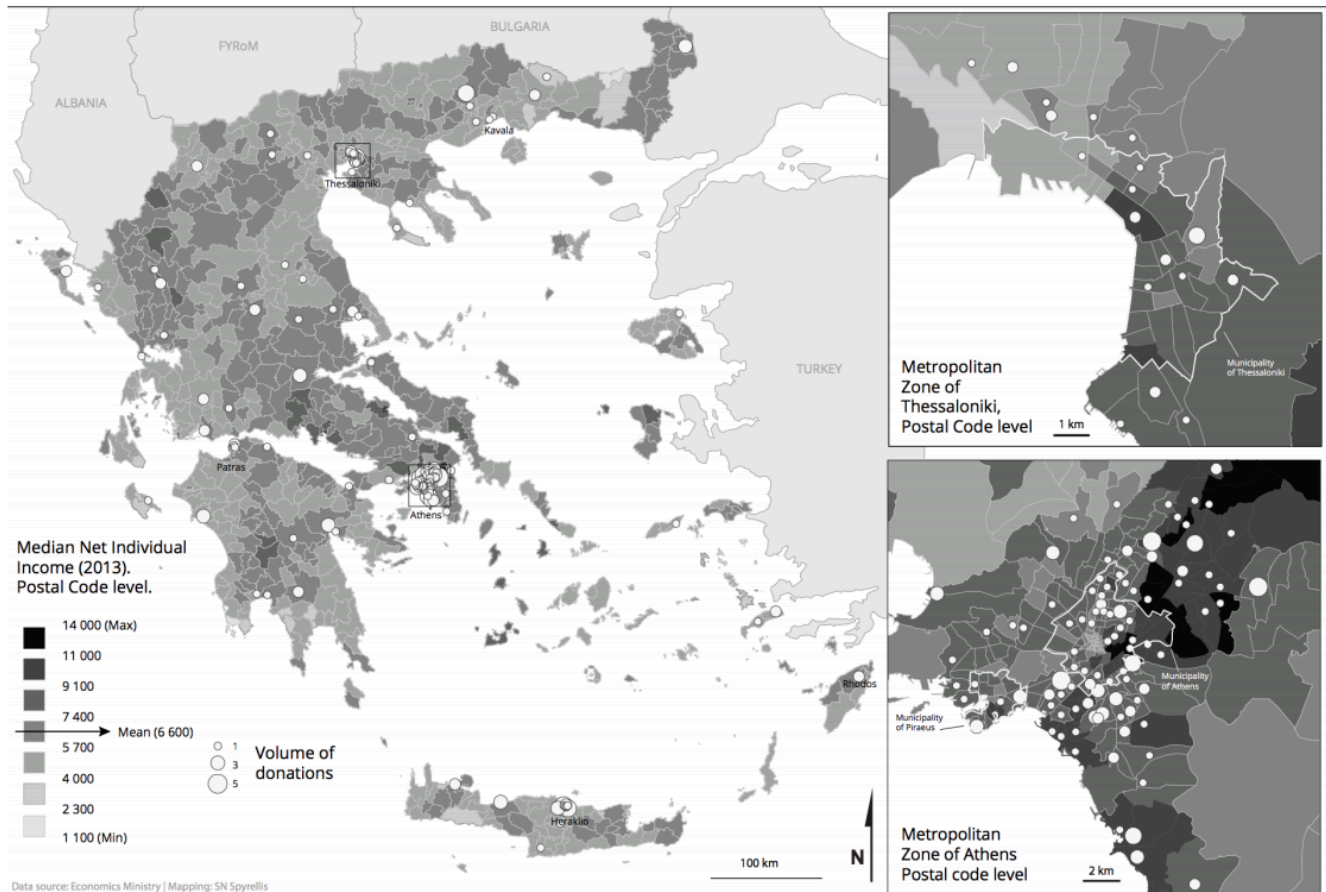 FYRoM
BULGARIA
ALBANIA
Kavala
Thessaloniki
TURKEY
Patras
Athens
Rhodos
Heraklio
Median Net Individual
Income (2013).
Postal Code level.
14 000 (Max)
11 000
9 100
7 400
Mean (6 600)
5 700
4 000
2 300
1 100 (Min)
1
3
5
Volume of
donations
100 km
N
Metropolitan
Zone of
Thessaloniki,
Postal Code level
1 km
Municipality
of Thessaloniki
Municipality
of Athens
Municipality
of Piraeus
Metropolitan
Zone of Athens
Postal code level
2 km
Data source: Economics Ministry | Mapping: SN Spyrellis